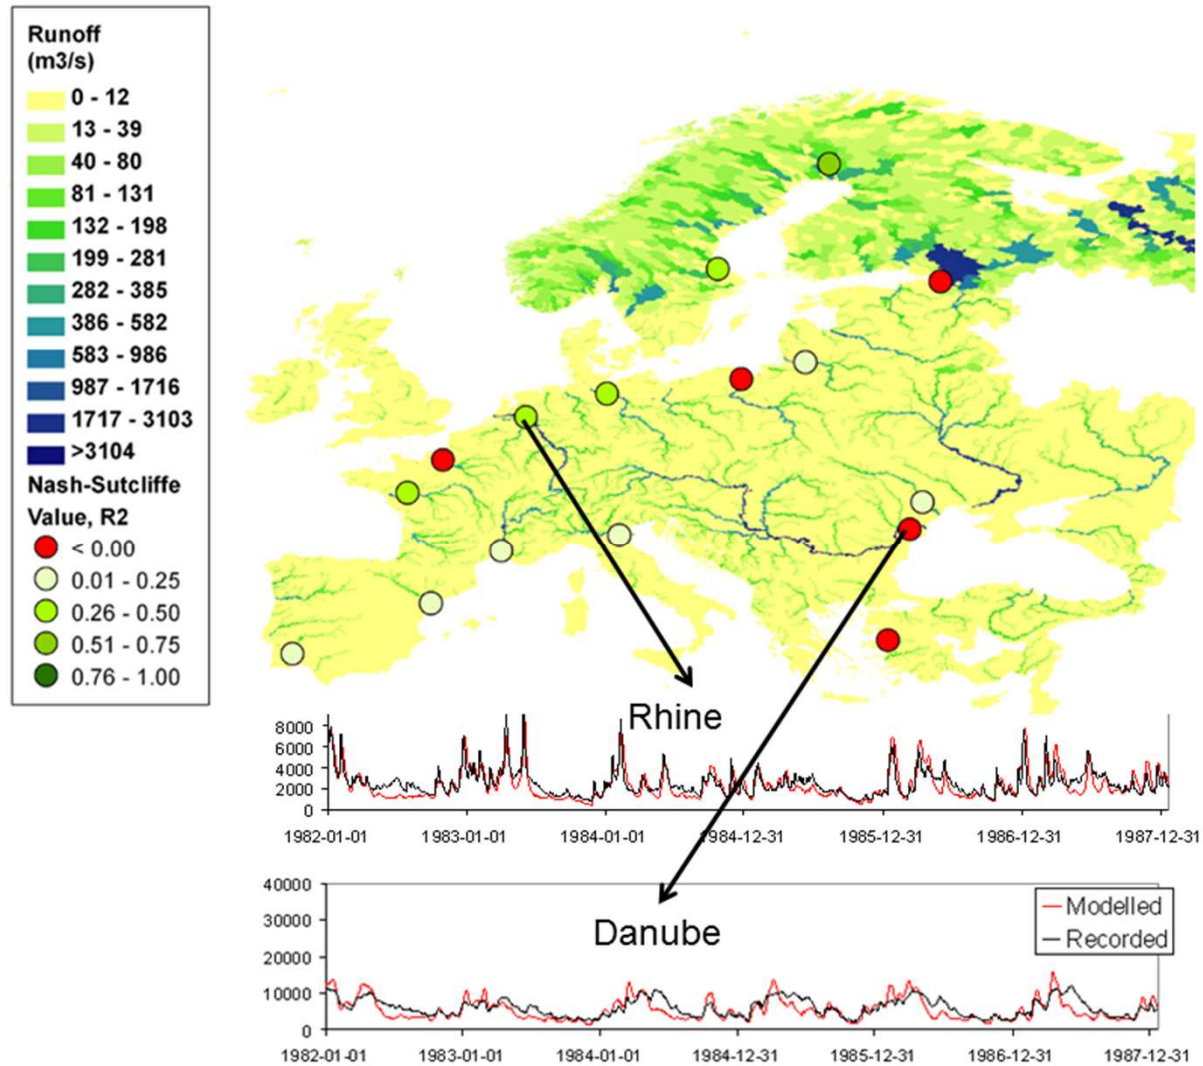 Runoff
(m3/s)
0 - 12
13 - 39
40 - 80
81 - 131
132 - 198
199 - 281
282 - 385
386 - 582
583 - 986
987 - 1716
1717 - 3103
>3104
Nash-Sutcliffe
Value, R2
< 0.00
0.01 - 0.25
0.26 - 0.50
0.51 - 0.75
0.76 - 1.00
Rhine
8000
6000
4000
2000
0
1982-01-01 1983-01-01 1984-01-01 1984-12-31 1985-12-31 1986-12-31 1987-12-31
Danube
Modelled
Recorded
40000
30000
20000
10000
0
1982-01-01 1983-01-01 1984-01-01 1984-12-31 1985-12-31 1986-12-31 1987-12-31